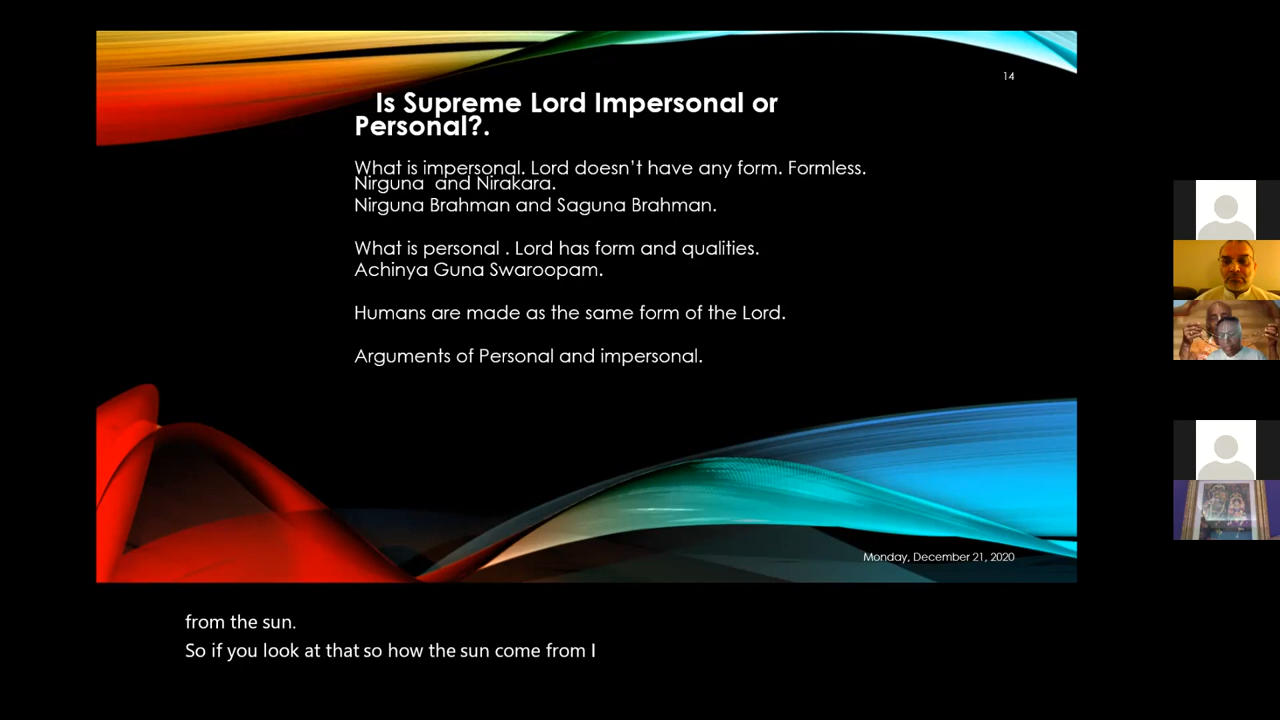 14
Is Supreme Lord Impersonal or
Personal?.
What is impersonal. Lord doesn’t have any form. Formless.
Nirguna and Nirakara.
Nirguna Brahman and Saguna Brahman.
What is personal . Lord has form and qualities.
Achinya Guna Swaroopam.
Humans are made as the same form of the Lord.
Arguments of Personal and impersonal.
Monday, December 21, 2020
from the sun.
So if you look at that so how the sun come from I